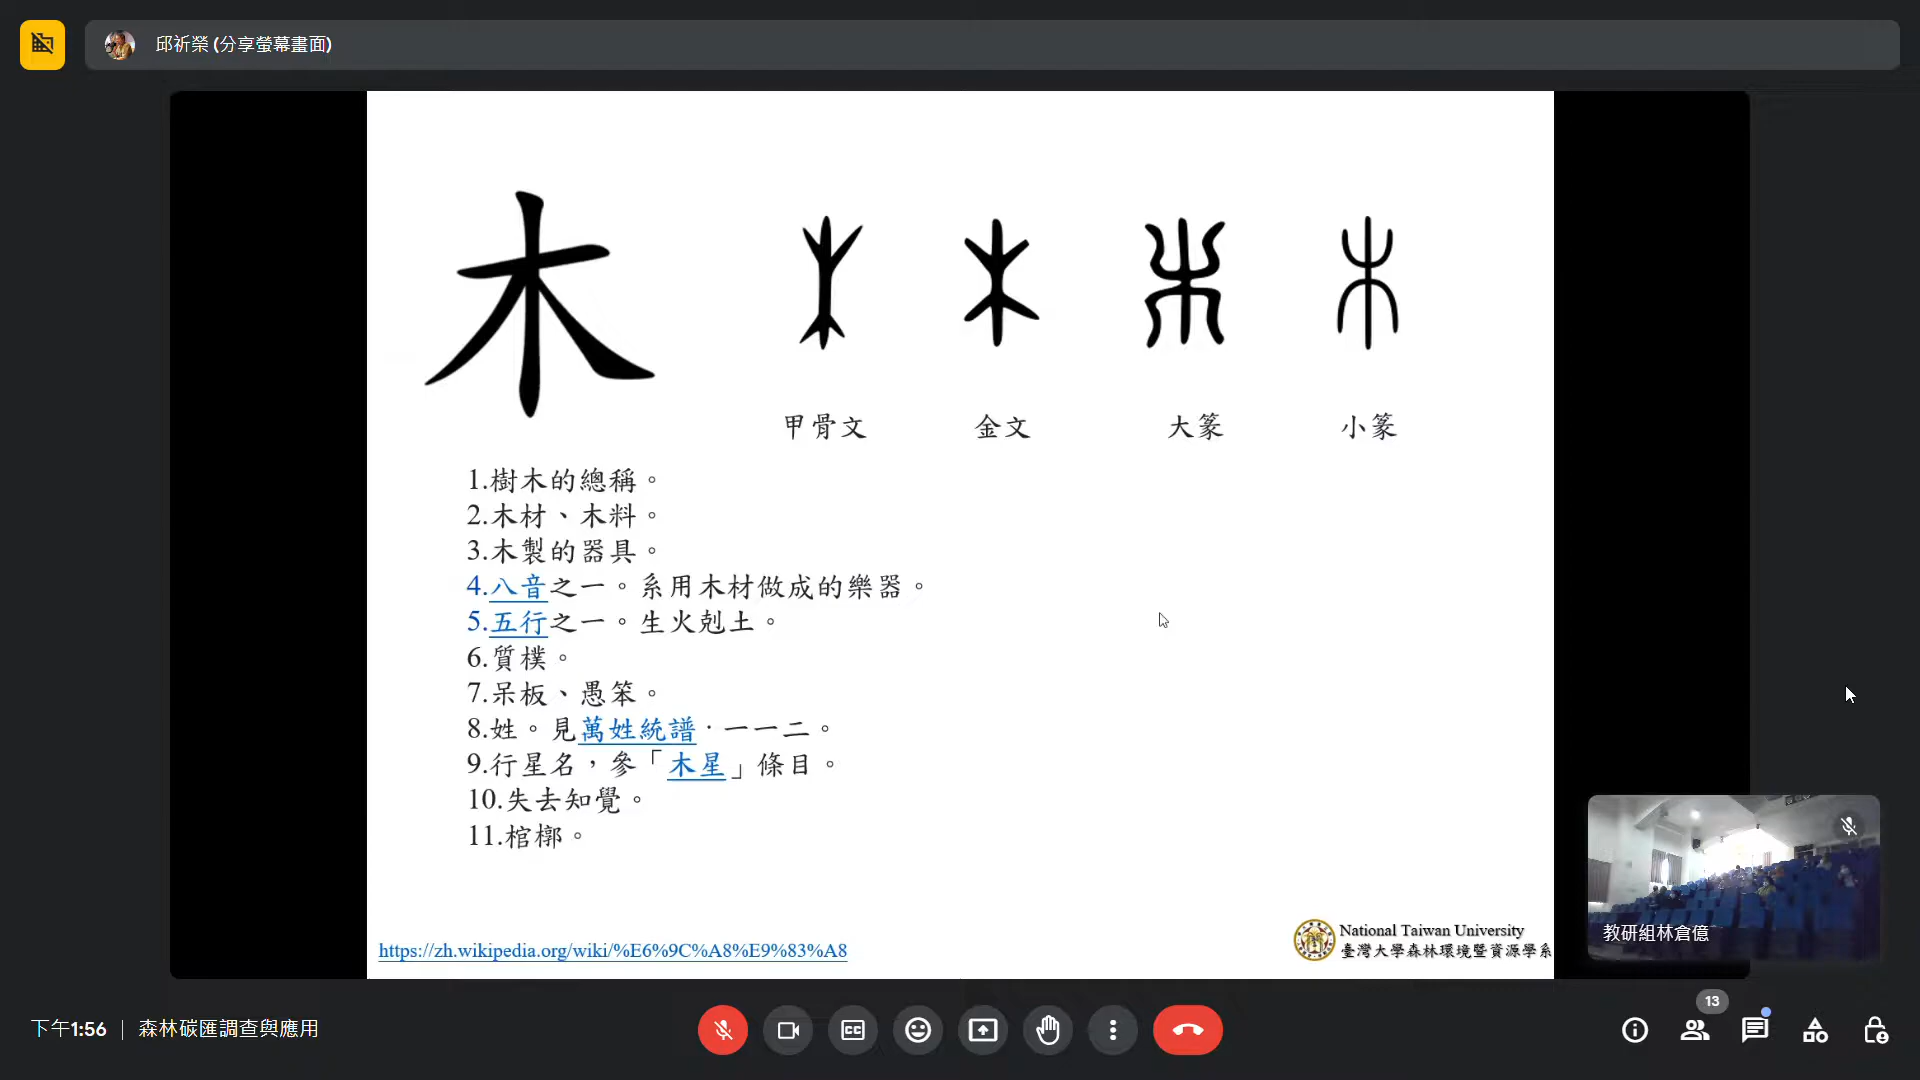 邱祈榮 (分享螢幕畫面)
木
甲骨文 金文 大篆 小篆
1.樹木的總稱。
2.木材、木料。
3.木製的器具。
4.八音之一。系用木材做成的樂器。
5.五行之一。生火剋土。
6.質樸。
7.呆板、愚笨。
8.姓。見萬姓統譜·一一二。
9.行星名,參「木星」條目。
10.失去知覺。
11.棺槨。
https://zh.wikipedia.org/wiki/%E6%9C%A8%E9%83%A8
National Taiwan University
臺灣大學森林環境暨資源學系
教研組林倉億
下午1:56 | 森林碳匯調查與應用
13